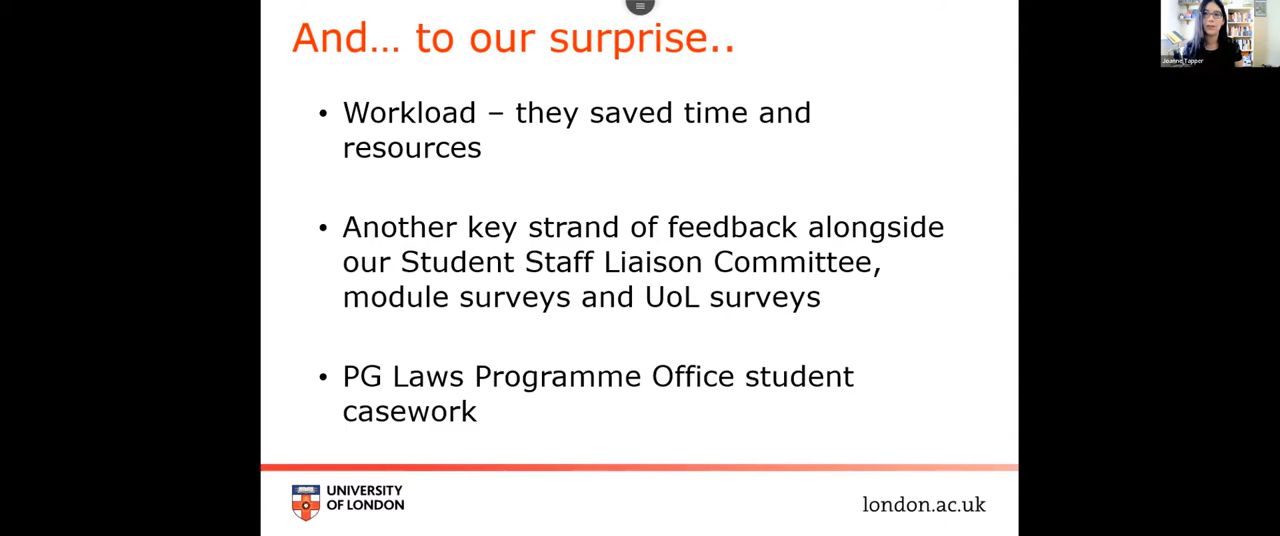 And... to our surprise..
Joanne Tapper
• Workload – they saved time and
resources
• Another key strand of feedback alongside
our Student Staff Liaison Committee,
module surveys and UoL surveys
• PG Laws Programme Office student
casework
UNIVERSITY
OF LONDON
london.ac.uk